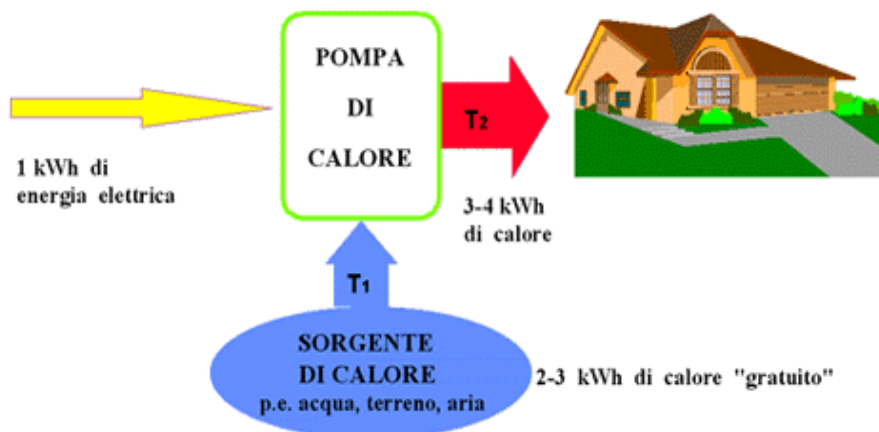 POMPA
DI
CALORE
1 kWh di
energia elettrica
T2
3-4 kWh
di calore
T1
SORGENTE
DI CALORE
p.e. acqua, terreno, aria
2-3 kWh di calore "gratuito"